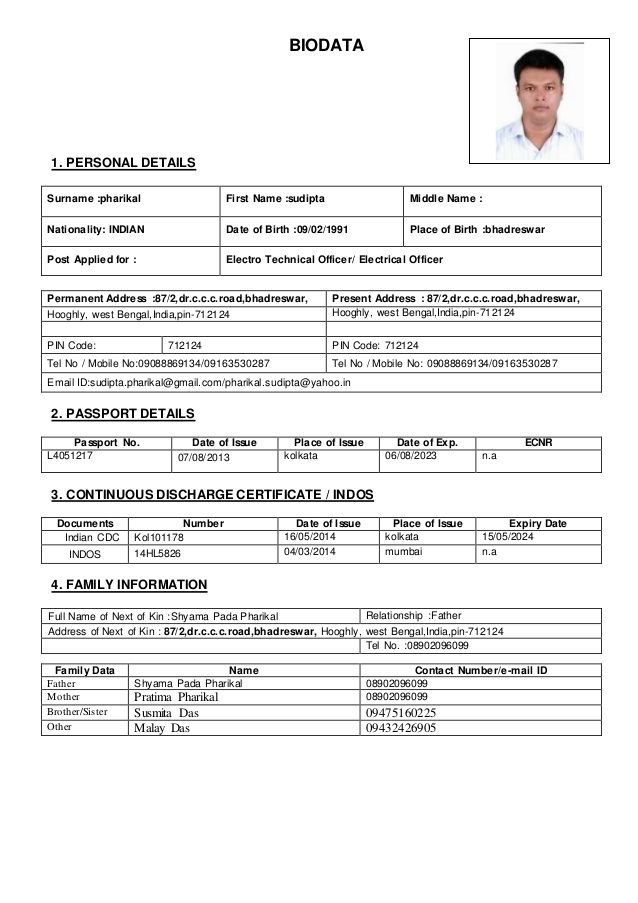 BIODATA
1. PERSONAL DETAILS
Surname :pharikal First Name :sudipta Middle Name :
Nationality: INDIAN Date of Birth :09/02/1991 Place of Birth :bhadreswar
Post Applied for : Electro Technical Officer/ Electrical Officer
Permanent Address :87/2,dr.c.c.c.road,bhadreswar, Present Address : 87/2,dr.c.c.c.road,bhadreswar,
Hooghly, west Bengal,India,pin-712124 Hooghly, west Bengal,India,pin-712124
PIN Code: 712124 PIN Code: 712124
Tel No / Mobile No:09088869134/09163530287 Tel No / Mobile No: 09088869134/09163530287
Email ID:sudipta.pharikal@gmail.com/pharikal.sudipta@yahoo.in
2. PASSPORT DETAILS
Passport No. Date of Issue Place of Issue Date of Exp. ECNR
L4051217 07/08/2013 kolkata 06/08/2023 n.a
3. CONTINUOUS DISCHARGE CERTIFICATE / INDOS
Documents Number Date of Issue Place of Issue Expiry Date
Indian CDC Kol101178 16/05/2014 kolkata 15/05/2024
INDOS 14HL5826 04/03/2014 mumbai n.a
4. FAMILY INFORMATION
Full Name of Next of Kin :Shyama Pada Pharikal Relationship :Father
Address of Next of Kin : 87/2,dr.c.c.c.road,bhadreswar, Hooghly, west Bengal,India,pin-712124
Tel No. :08902096099
Family Data Name Contact Number/e-mail ID
Father Shyama Pada Pharikal 08902096099
Mother Pratima Pharikal 08902096099
Brother/Sister Susmita Das 09475160225
Other Malay Das 09432426905